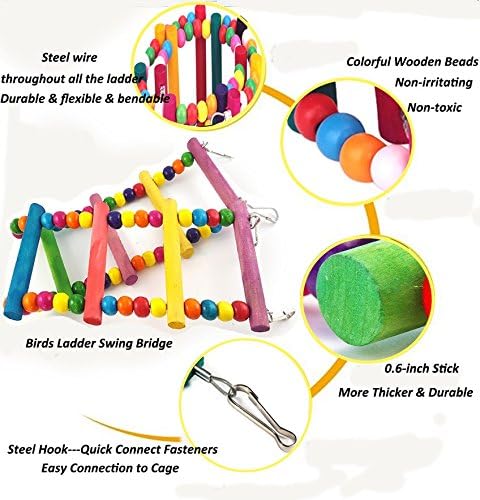 Steel wire
throughout all the ladder
Durable & flexible & bendable
Colorful Wooden Beads
Non-irritating
Non-toxic
Birds Ladder Swing Bridge
0.6-inch Stick
More Thicker & Durable
Steel Hook---Quick Connect Fasteners
Easy Connection to Cage